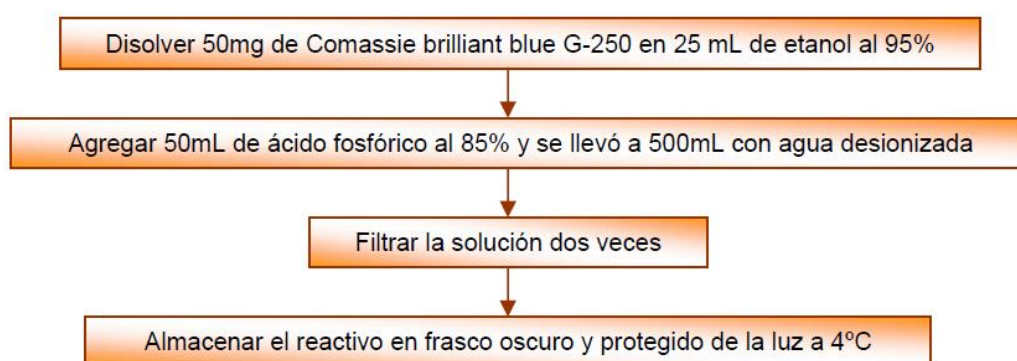 Disolver 50mg de Comassie brilliant blue G-250 en 25 mL de etanol al 95%
Agregar 50mL de ácido fosfórico al 85% y se llevó a 500mL con agua desionizada
Filtrar la solución dos veces
Almacenar el reactivo en frasco oscuro y protegido de la luz a 4ºC